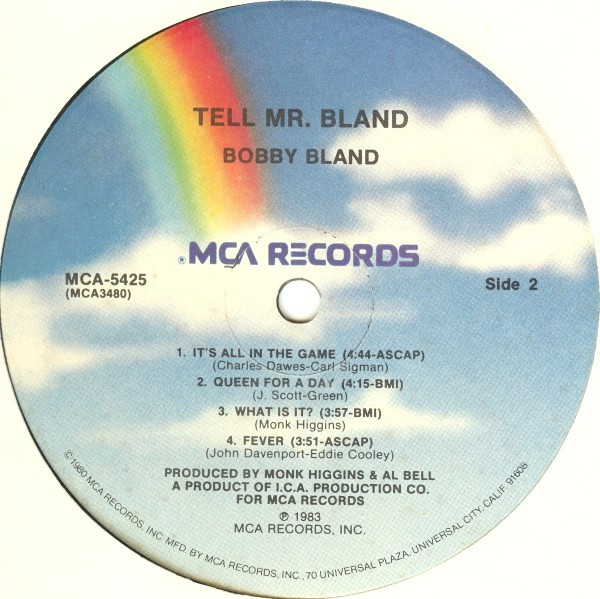 TELL MR. BLAND
BOBBY BLAND
® MCA RECORDS
MCA-5425
(MCA3480)
Side 2
1. IT'S ALL IN THE GAME (4:44-ASCAP)
(Charles Dawes-Carl Sigman)
2. QUEEN FOR A DAY (4:15-BMI)
(J. Scott-Green)
3. WHAT IS IT? (3:57-BMI)
(Monk Higgins)
4. FEVER (3:51-ASCAP)
(John Davenport-Eddie Cooley)
PRODUCED BY MONK HIGGINS & AL BELL
A PRODUCT OF I.C.A. PRODUCTION CO.
FOR MCA RECORDS
℗ 1983
MCA RECORDS, INC.
©1980 MCA RECORDS, INC. MFD. BY MCA RECORDS, INC., 70 UNIVERSAL PLAZA, UNIVERSAL CITY, CALIF. 91608